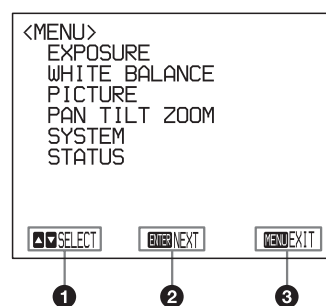 <MENU>
EXPOSURE
WHITE BALANCE
PICTURE
PAN TILT ZOOM
SYSTEM
STATUS
▲▼SELECT ENTER NEXT MENU EXIT
1 2 3